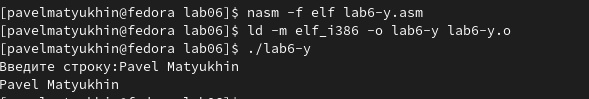 [pavelmatyukhin@fedora lab06]$ nasm -f elf lab6-y.asm
[pavelmatyukhin@fedora lab06]$ ld -m elf_i386 -o lab6-y lab6-y.o
[pavelmatyukhin@fedora lab06]$ ./lab6-y
Введите строку:Pavel Matyukhin
Pavel Matyukhin